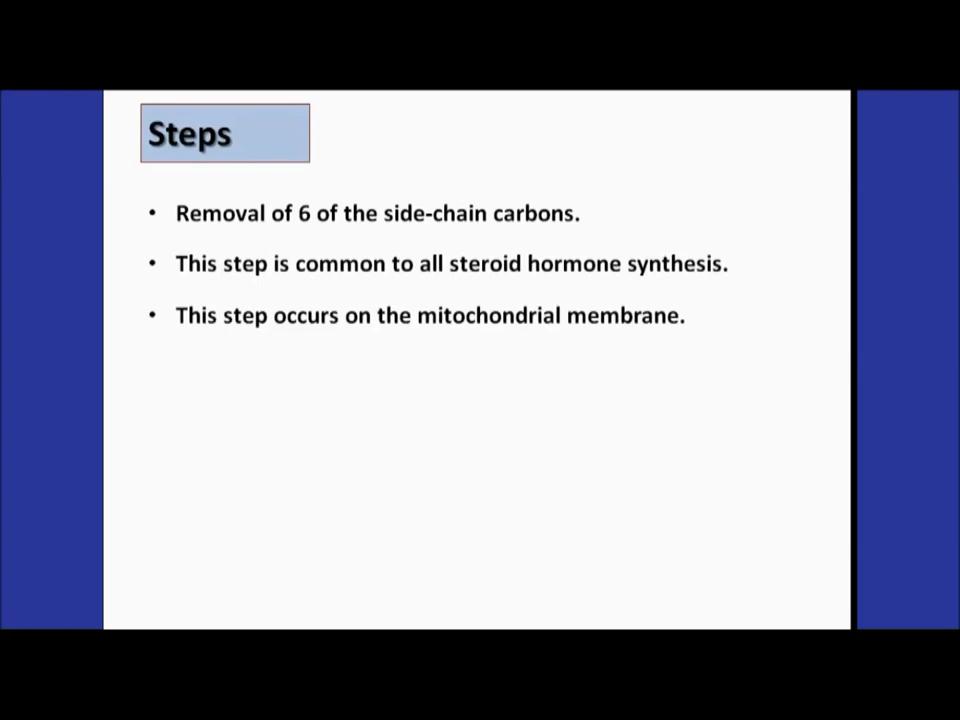 Steps
• Removal of 6 of the side-chain carbons.
• This step is common to all steroid hormone synthesis.
• This step occurs on the mitochondrial membrane.